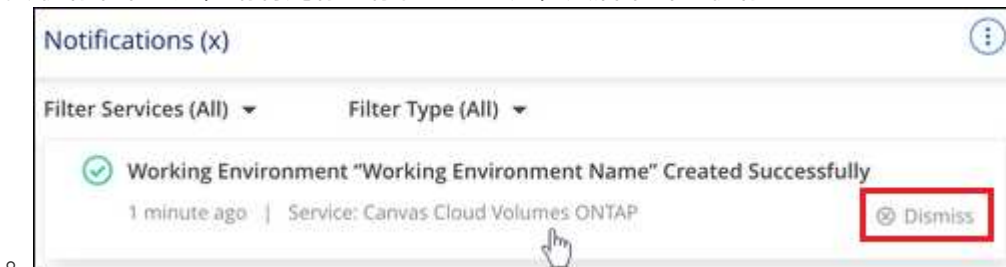 Notifications (x)
Filter Services (All) Filter Type (All)
Working Environment “Working Environment Name” Created Successfully
1 minute ago | Service: Canvas Cloud Volumes ONTAP
Dismiss